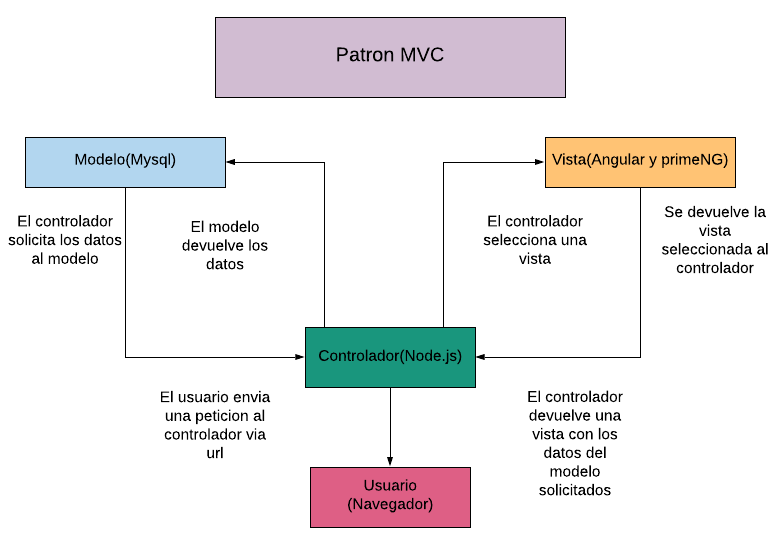 Patron MVC
Modelo(Mysql)
Vista(Angular y primeNG)
El controlador
solicita los datos
al modelo
El modelo
devuelve los
datos
El controlador
selecciona una
vista
Se devuelve la
vista
seleccionada al
controlador
Controlador(Node.js)
El usuario envia
una peticion al
controlador via
url
El controlador
devuelve una
vista con los
datos del
modelo
solicitados
Usuario
(Navegador)